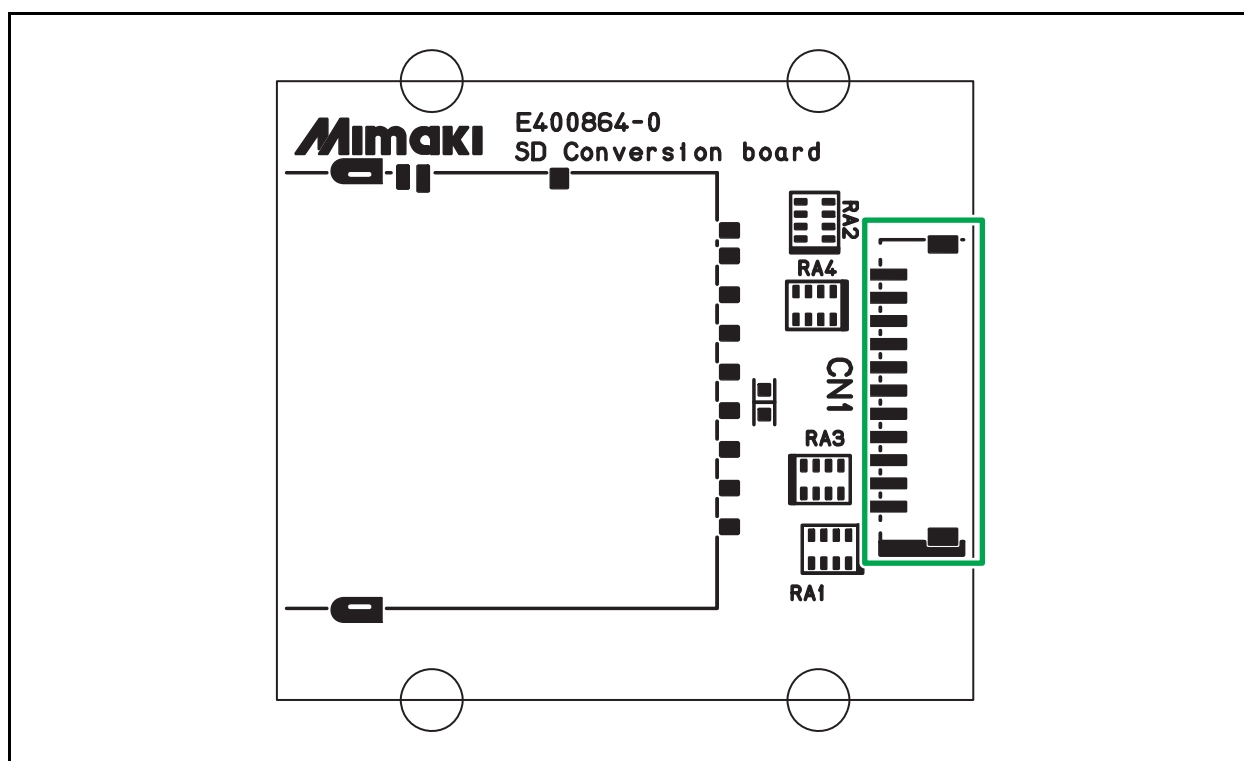 Mimaki
E400864-0
SD Conversion board
RA2
RA4
CN1
RA3
RA1